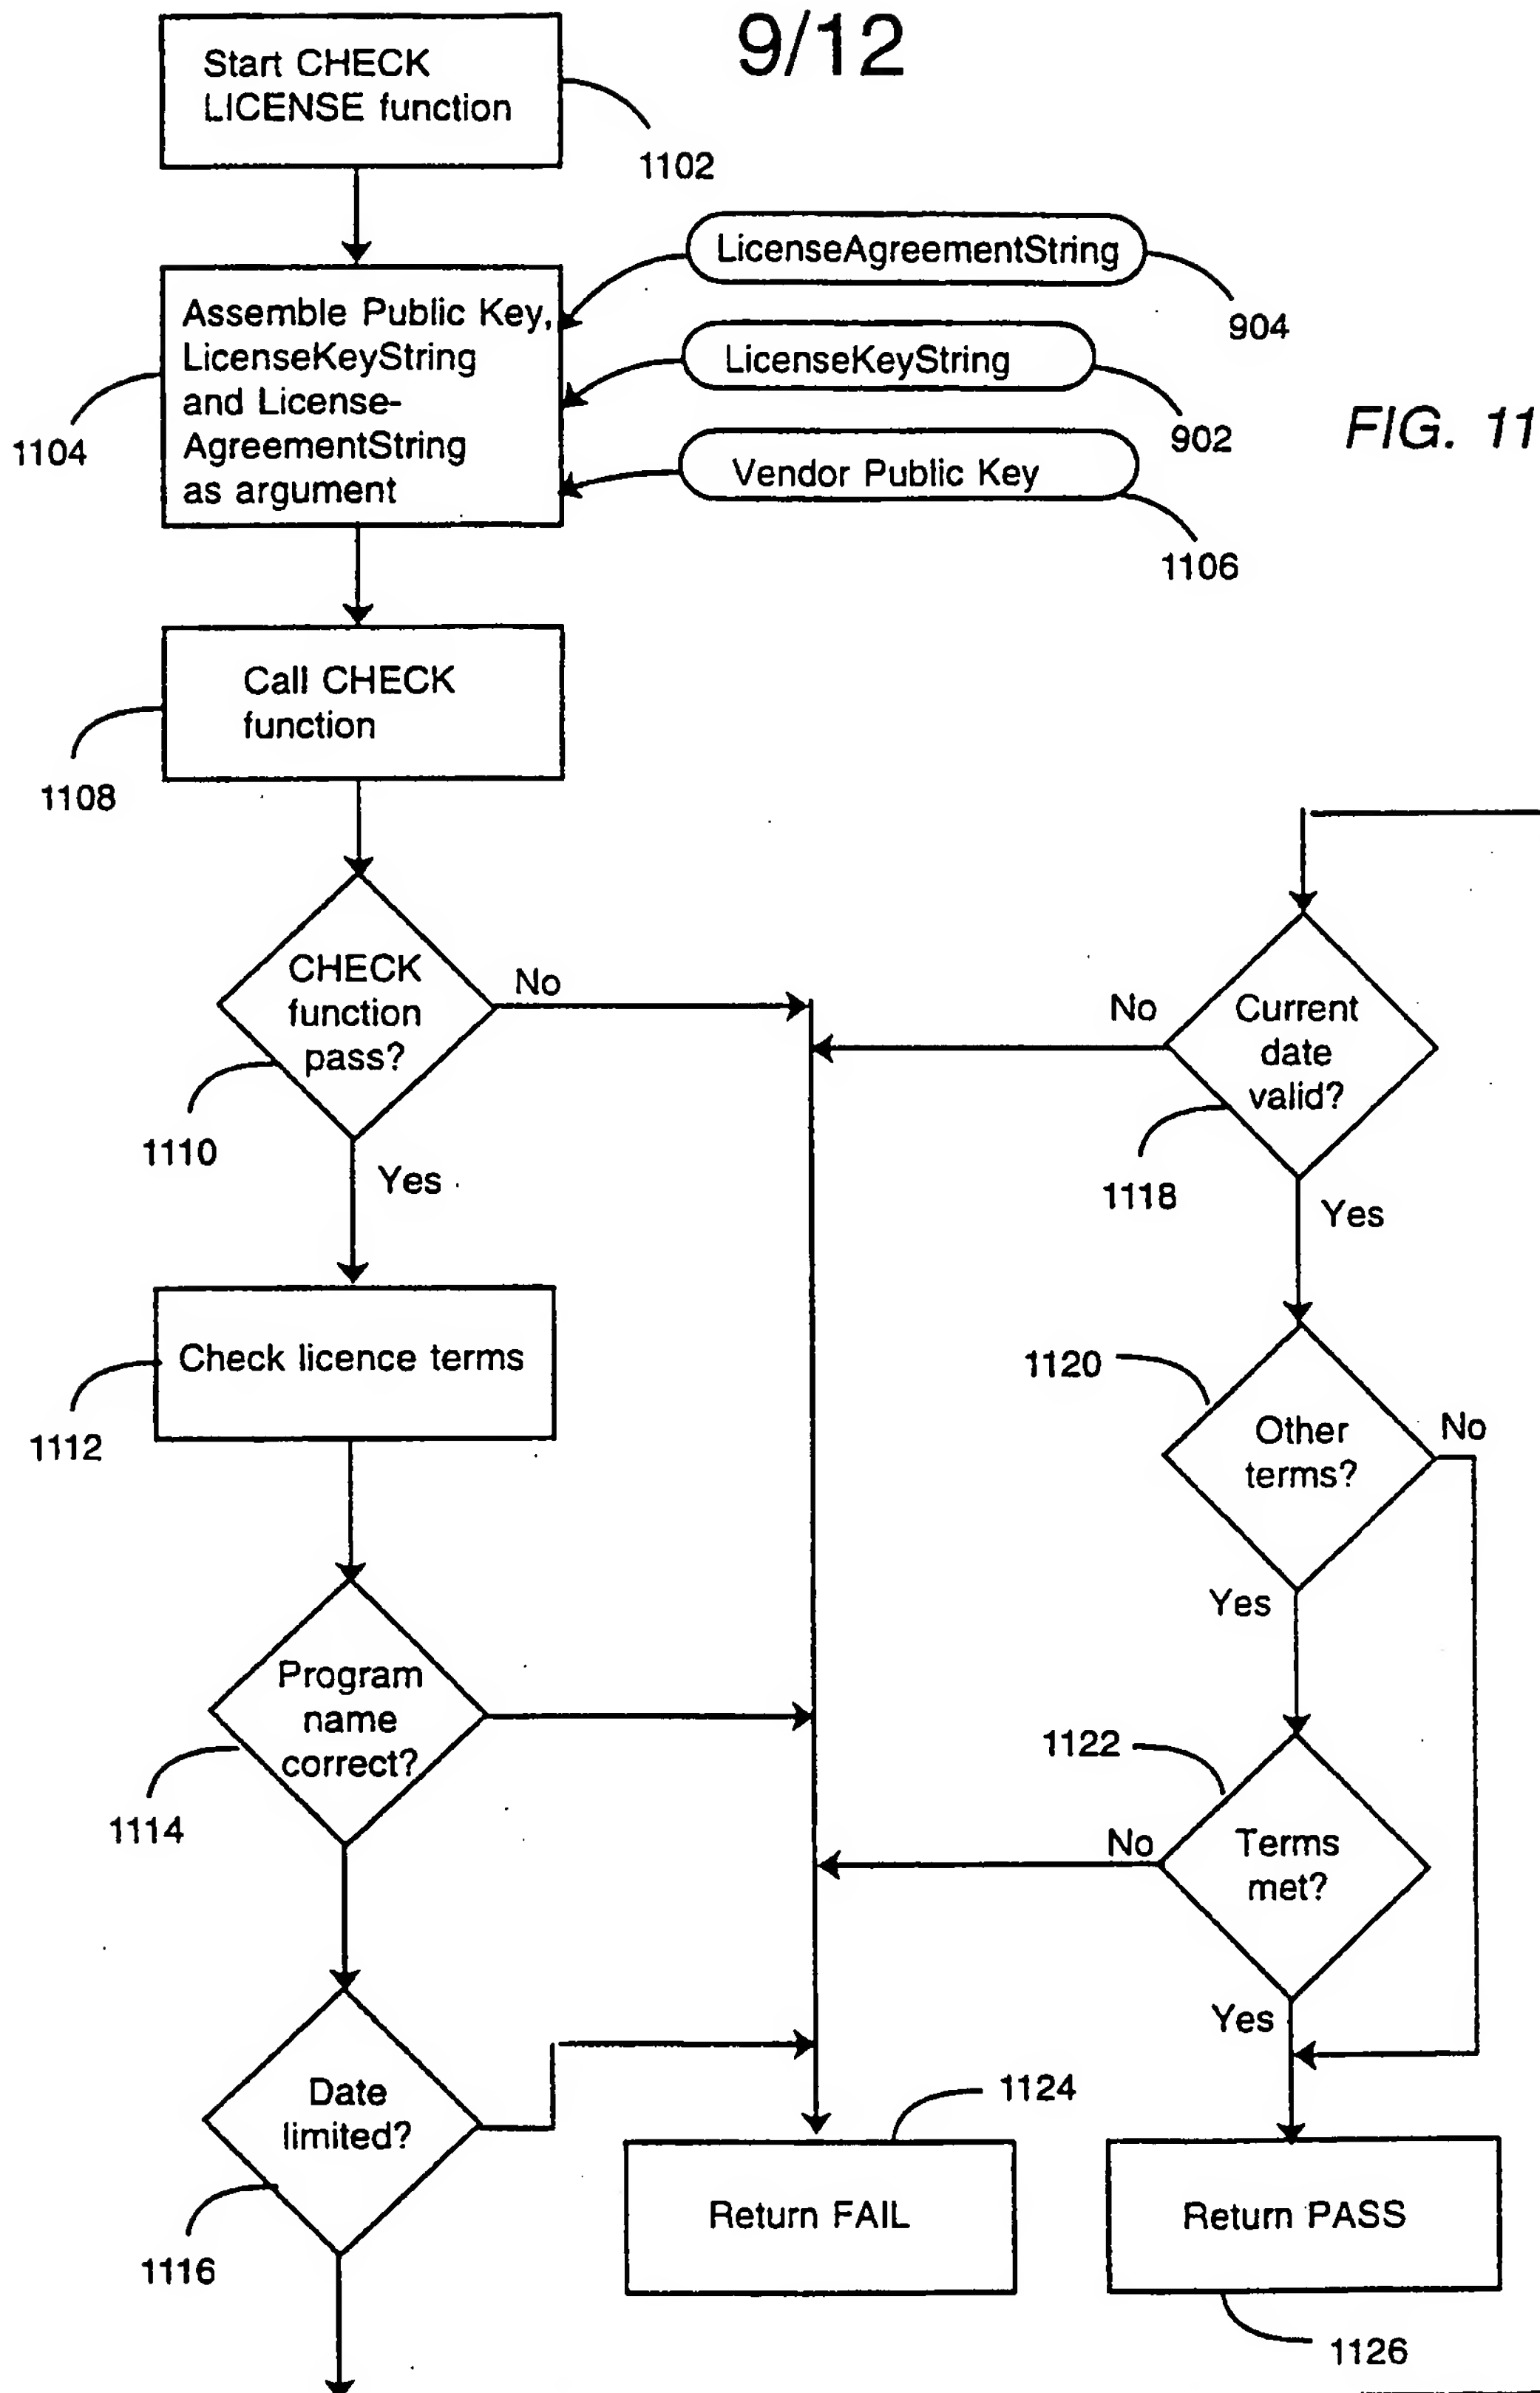 9/12
Start CHECK
LICENSE function
1102
LicenseAgreementString
904
Assemble Public Key,
LicenseKeyString
and License-
AgreementString
as argument
1104
LicenseKeyString
902
FIG. 11
Vendor Public Key
1106
Call CHECK
function
1108
CHECK
function
pass?
No
1110
Yes
Current
date
valid?
No
1118
Yes
Check licence terms
1112
1120
Other
terms?
No
Yes
Program
name
correct?
1114
1122
Terms
met?
No
Yes
Date
limited?
1116
1124
Return FAIL
Return PASS
1126